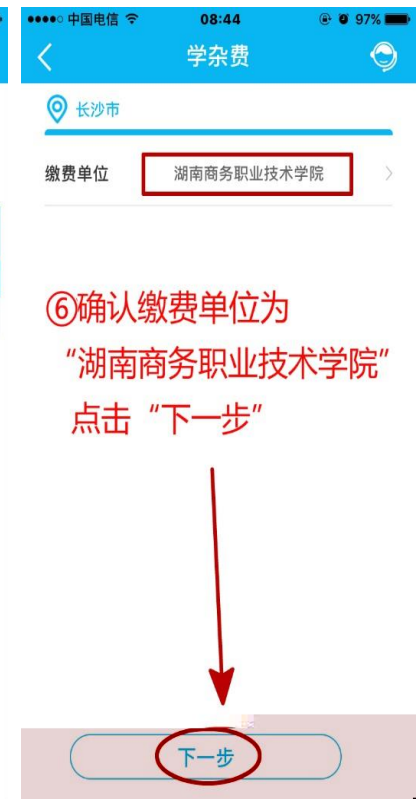 中国电信 08:44 97%
学杂费
长沙市
缴费单位 湖南商务职业技术学院
⑥确认缴费单位为
“湖南商务职业技术学院”
点击“下一步”
下一步